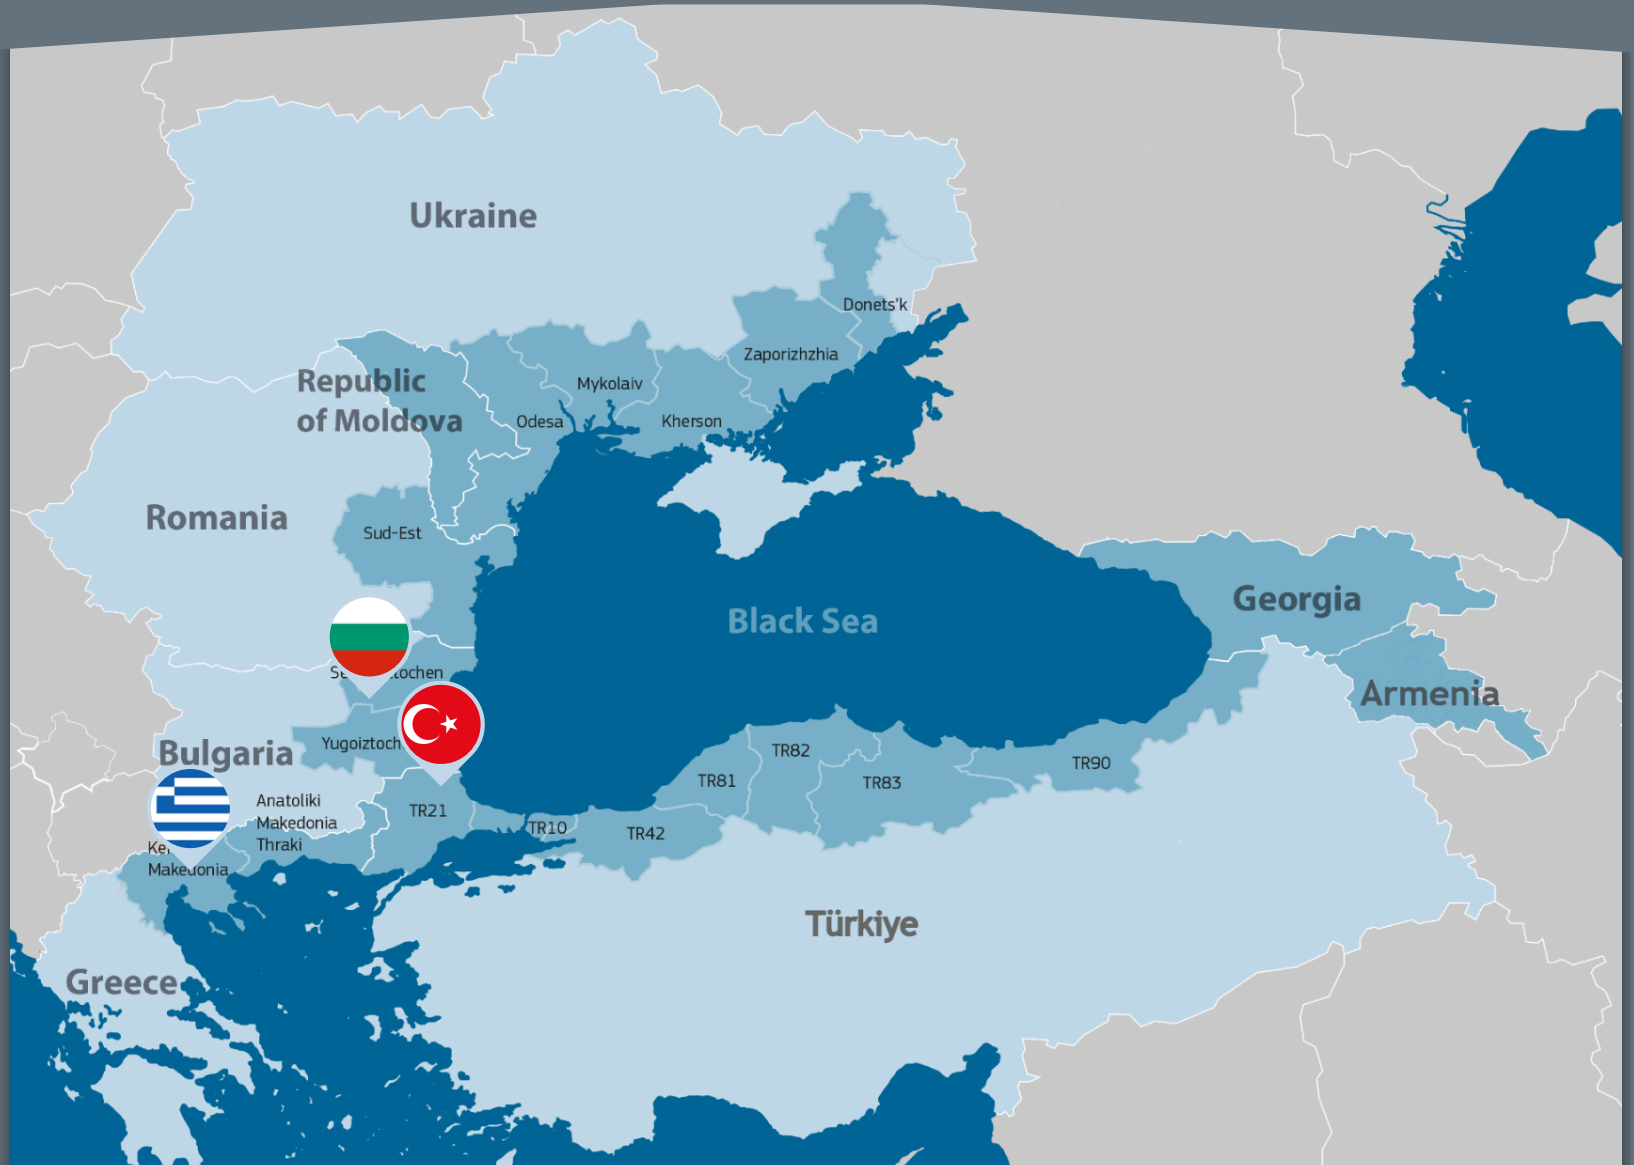 Ukraine
Donets'k
Zaporizhzhia
Republic
of Moldova
Mykolaiv
Odesa
Kherson
Romania
Sud-Est
Black Sea
Georgia
Armenia
Bulgaria
TR82
TR90
TR81
TR83
Anatoliki
Makedonia
Thraki
TR21
TR10
TR42
Makedonia
Türkiye
Greece